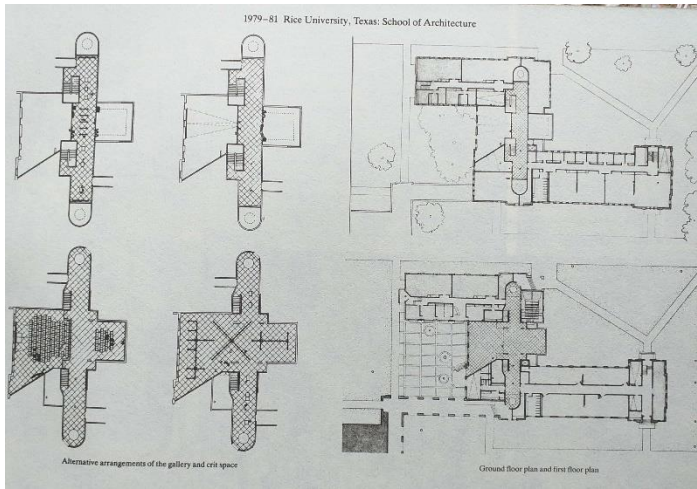 1979–81 Rice University, Texas: School of Architecture
Alternative arrangements of the gallery and crit space
Ground floor plan and first floor plan